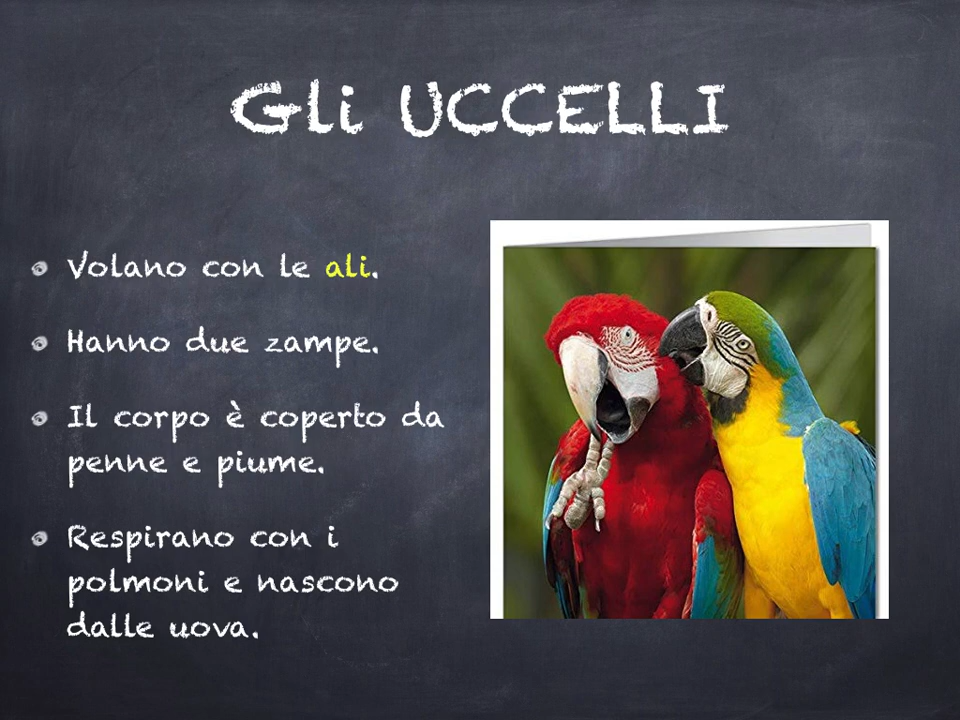 Gli UCCELLI
Volano con le ali.
Hanno due zampe.
Il corpo è coperto da
penne e piume.
Respirano con i
polmoni e nascono
dalle uova.